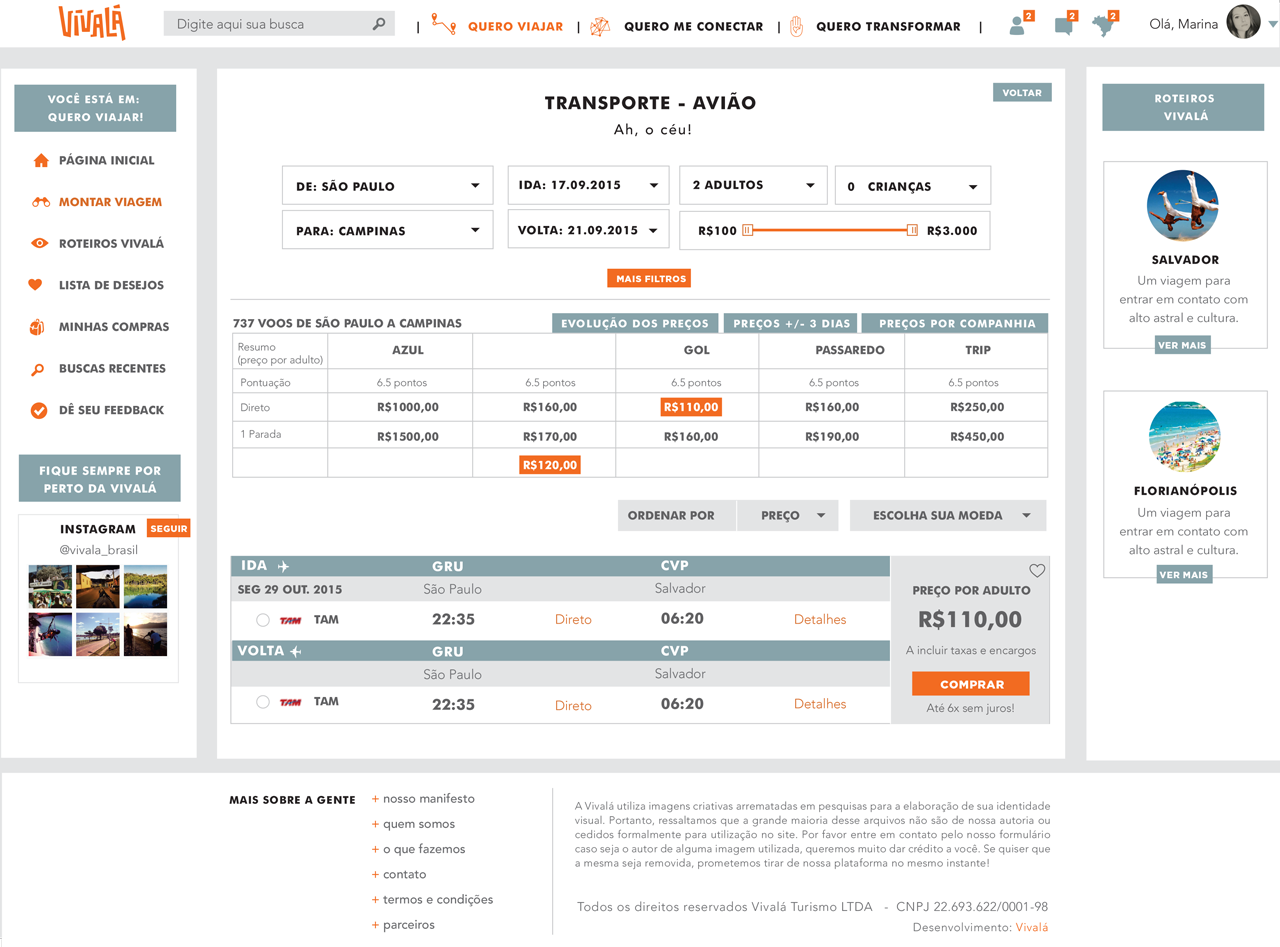 VIVALÁ
Digite aqui sua busca
| QUERO VIAJAR | QUERO ME CONECTAR | QUERO TRANSFORMAR |
2 2 2
Olá, Marina
VOCÊ ESTÁ EM:
QUERO VIAJAR!
PÁGINA INICIAL
MONTAR VIAGEM
ROTEIROS VIVALÁ
LISTA DE DESEJOS
MINHAS COMPRAS
BUSCAS RECENTES
DÊ SEU FEEDBACK
FIQUE SEMPRE POR
PERTO DA VIVALÁ
INSTAGRAM
SEGUIR
@vivala_brasil
VOLTAR
TRANSPORTE - AVIÃO
Ah, o céu!
DE: SÃO PAULO
IDA: 17.09.2015
2 ADULTOS
0 CRIANÇAS
PARA: CAMPINAS
VOLTA: 21.09.2015
R$100
R$3.000
MAIS FILTROS
737 VOOS DE SÃO PAULO A CAMPINAS
EVOLUÇÃO DOS PREÇOS
PREÇOS +/- 3 DIAS
PREÇOS POR COMPANHIA
Resumo
(preço por adulto)
AZUL GOL PASSAREDO TRIP
Pontuação 6.5 pontos 6.5 pontos 6.5 pontos 6.5 pontos 6.5 pontos
Direto R$1000,00 R$160,00 R$110,00 R$160,00 R$250,00
1 Parada R$1500,00 R$170,00 R$160,00 R$190,00 R$450,00
R$120,00
ORDENAR POR
PREÇO
ESCOLHA SUA MOEDA
IDA GRU CVP
SEG 29 OUT. 2015 São Paulo Salvador
TAM TAM 22:35 Direto 06:20 Detalhes
VOLTA GRU CVP
São Paulo Salvador
TAM TAM 22:35 Direto 06:20 Detalhes
PREÇO POR ADULTO
R$110,00
A incluir taxas e encargos
COMPRAR
Até 6x sem juros!
ROTEIROS
VIVALÁ
SALVADOR
Um viagem para
entrar em contato com
alto astral e cultura.
VER MAIS
FLORIANÓPOLIS
Um viagem para
entrar em contato com
alto astral e cultura.
VER MAIS
MAIS SOBRE A GENTE
+ nosso manifesto
+ quem somos
+ o que fazemos
+ contato
+ termos e condições
+ parceiros
A Vivalá utiliza imagens criativas arrematadas em pesquisas para a elaboração de sua identidade
visual. Portanto, ressaltamos que a grande maioria desse arquivos não são de nossa autoria ou
cedidos formalmente para utilização no site. Por favor entre em contato pelo nosso formulário
caso seja o autor de alguma imagem utilizada, queremos muito dar crédito a você. Se quiser que
a mesma seja removida, prometemos tirar de nossa plataforma no mesmo instante!
Todos os direitos reservados Vivalá Turismo LTDA - CNPJ 22.693.622/0001-98
Desenvolvimento: Vivalá